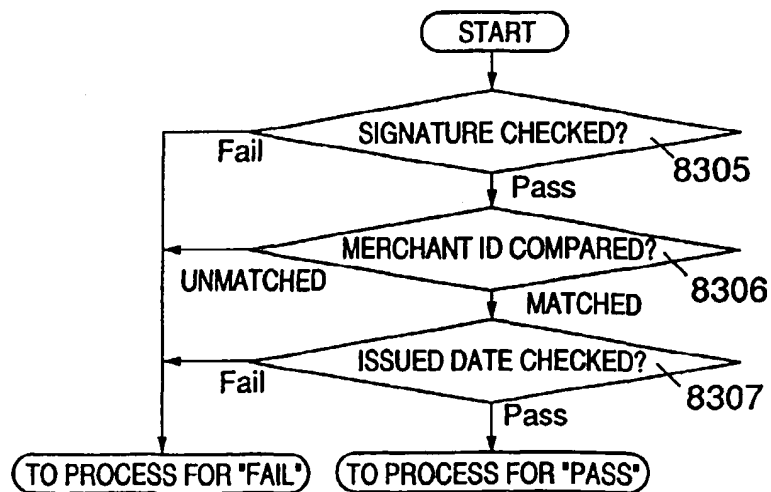 START
SIGNATURE CHECKED?
Fail
8305
Pass
MERCHANT ID COMPARED?
UNMATCHED
8306
MATCHED
ISSUED DATE CHECKED?
Fail
8307
Pass
TO PROCESS FOR "FAIL"
TO PROCESS FOR "PASS"